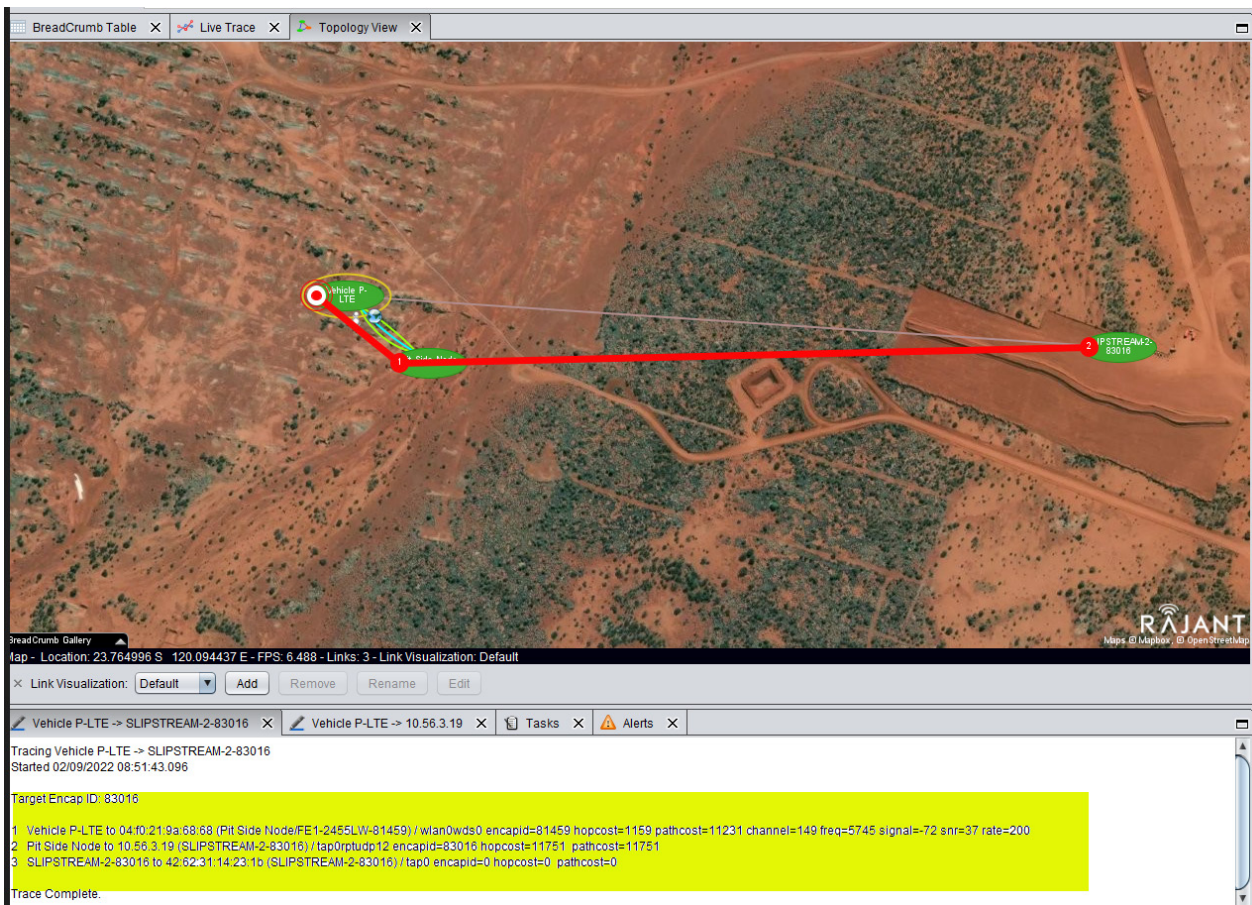 BreadCrumb Table X Live Trace X Topology View X
Vehicle P-
LTE
Pit Side Node
1
2
SLIPSTREAM-2-
83016
RAJANT
BreadCrumb Gallery
Maps © Mapbox, © OpenStreetMap
Map - Location: 23.764996 S 120.094437 E - FPS: 6.488 - Links: 3 - Link Visualization: Default
× Link Visualization: Default Add Remove Rename Edit
Vehicle P-LTE -> SLIPSTREAM-2-83016 X Vehicle P-LTE -> 10.56.3.19 X Tasks X Alerts X
Tracing Vehicle P-LTE -> SLIPSTREAM-2-83016
Started 02/09/2022 08:51:43.096
Target Encap ID: 83016
1 Vehicle P-LTE to 04:f0:21:9a:68:68 (Pit Side Node/FE1-2455LW-81459) / wlan0wds0 encapid=81459 hopcost=1159 pathcost=11231 channel=149 freq=5745 signal=-72 snr=37 rate=200
2 Pit Side Node to 10.56.3.19 (SLIPSTREAM-2-83016) / tap0rptudp12 encapid=83016 hopcost=11751 pathcost=11751
3 SLIPSTREAM-2-83016 to 42:62:31:14:23:1b (SLIPSTREAM-2-83016) / tap0 encapid=0 hopcost=0 pathcost=0
Trace Complete.